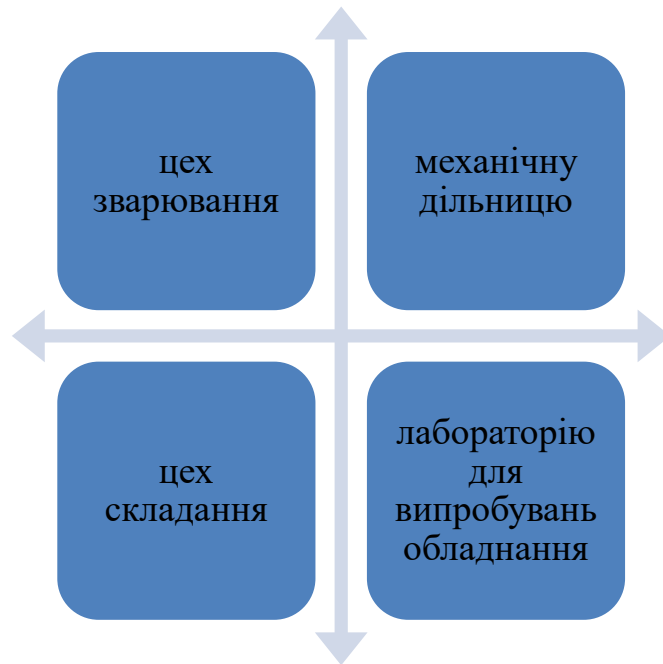 цех
зварювання
механічну
дільницю
цех
складання
лабораторію
для
випробувань
обладнання